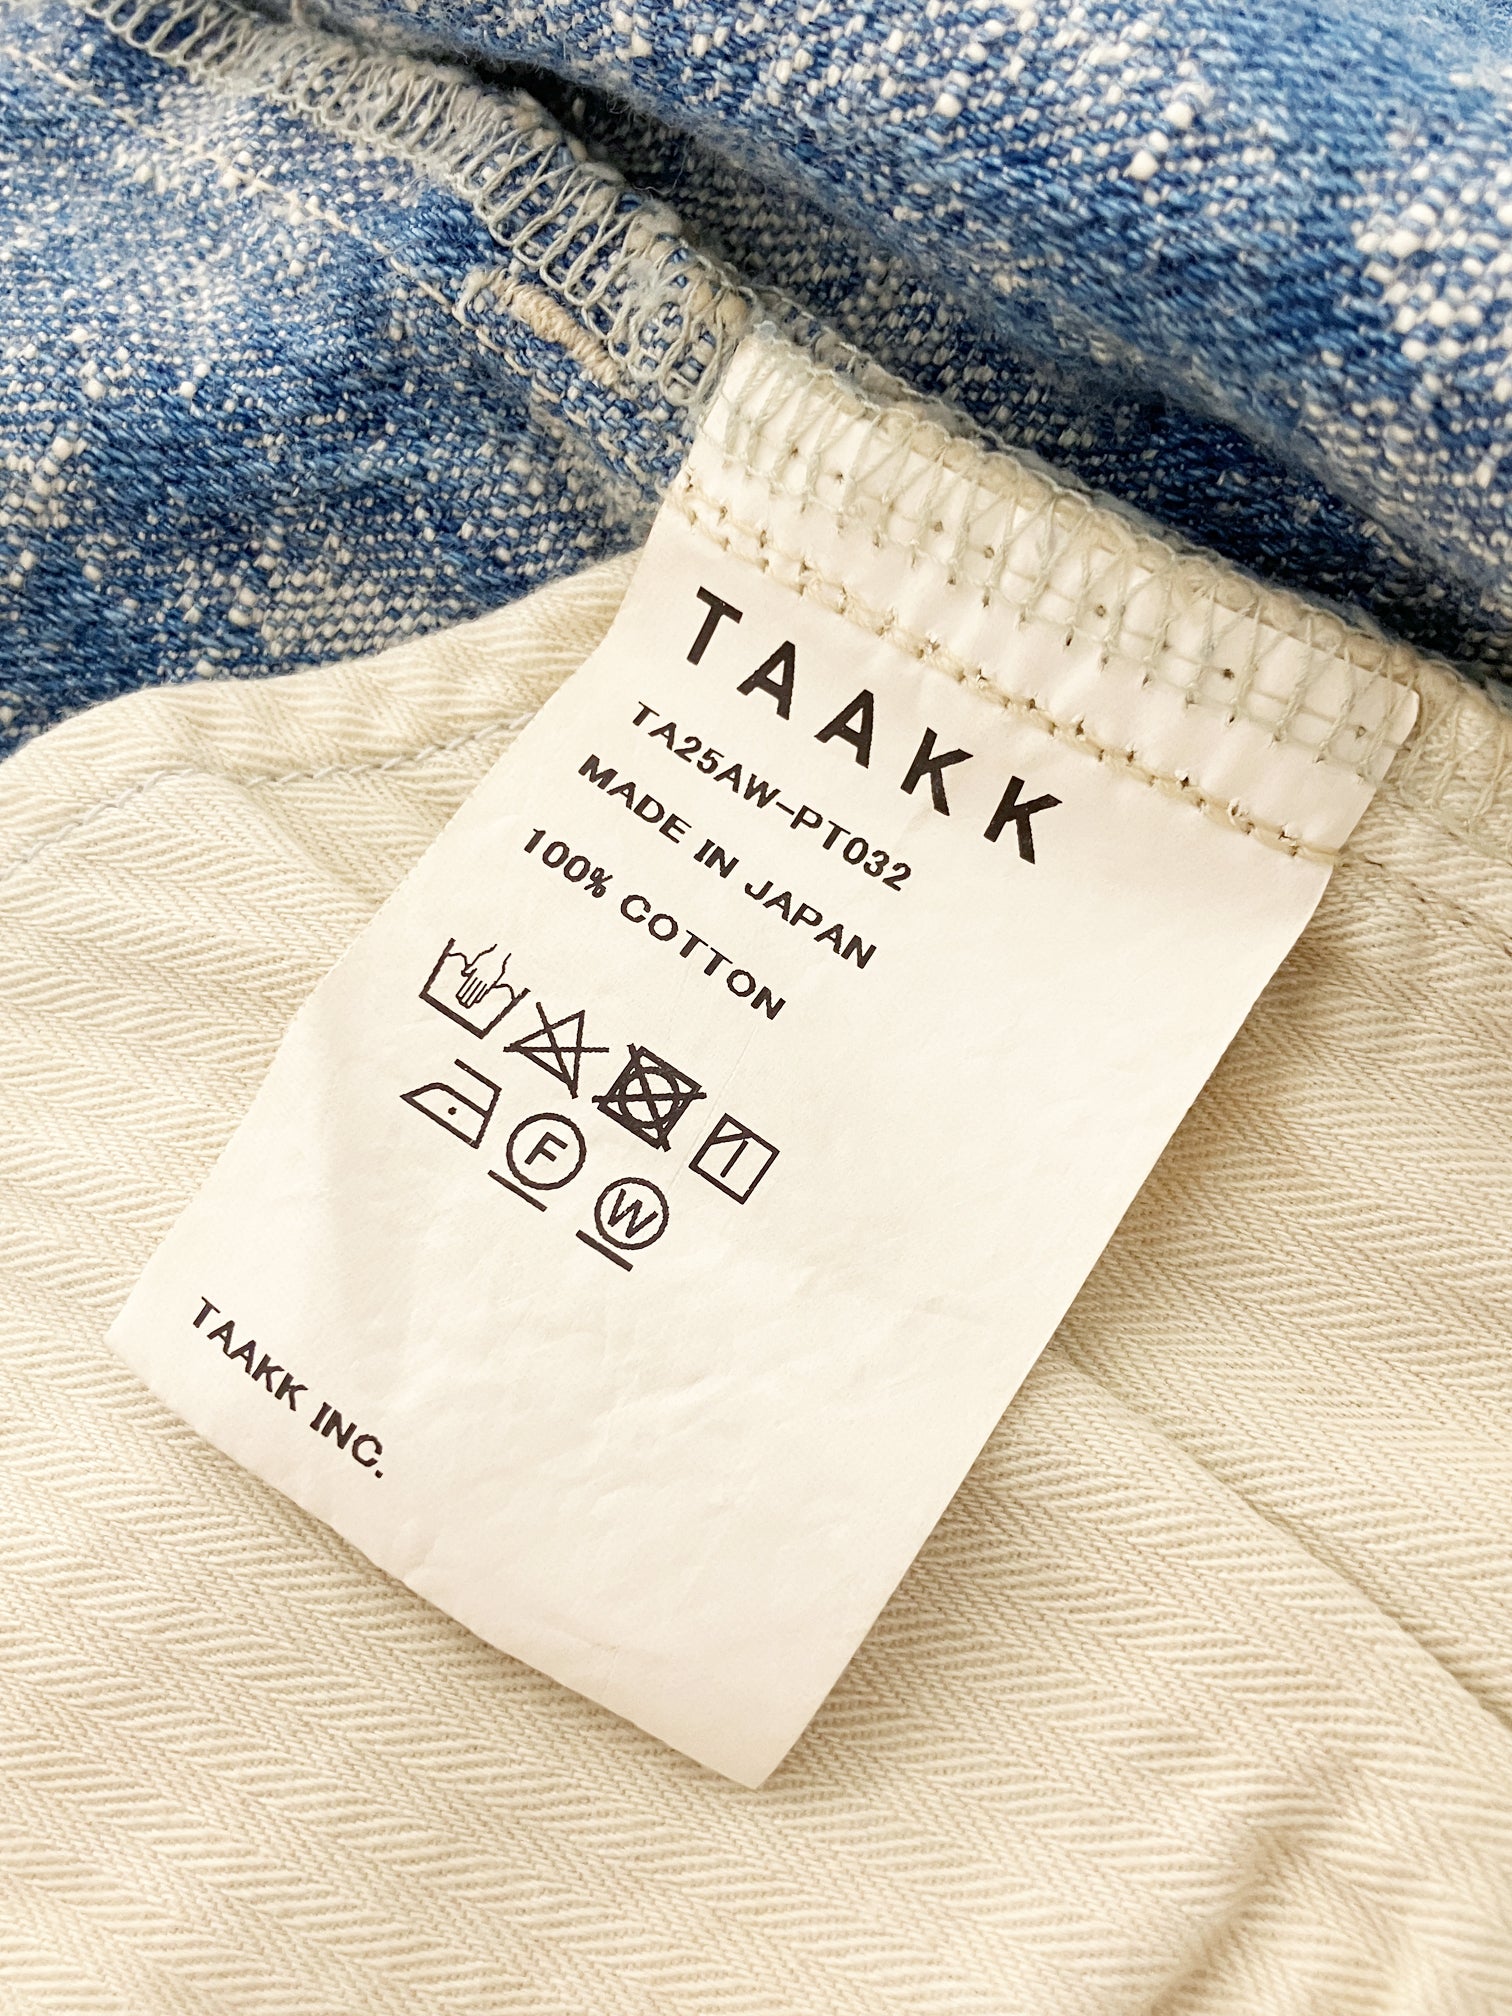 TAAKK
TA25AW-PT032
MADE IN JAPAN
100% COTTON
F
W
TAAKK INC.